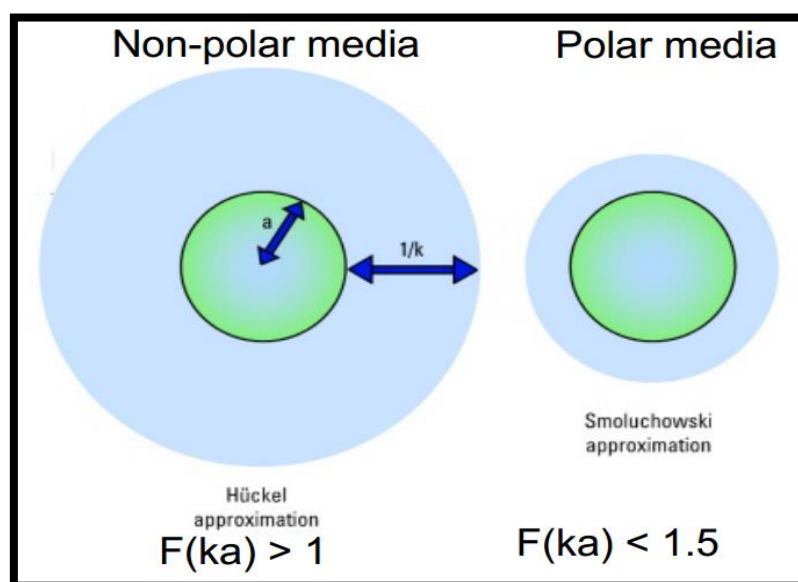 Non-polar media
Polar media
a
1/k
Hückel
approximation
F(ka) > 1
Smoluchowski
approximation
F(ka) < 1.5